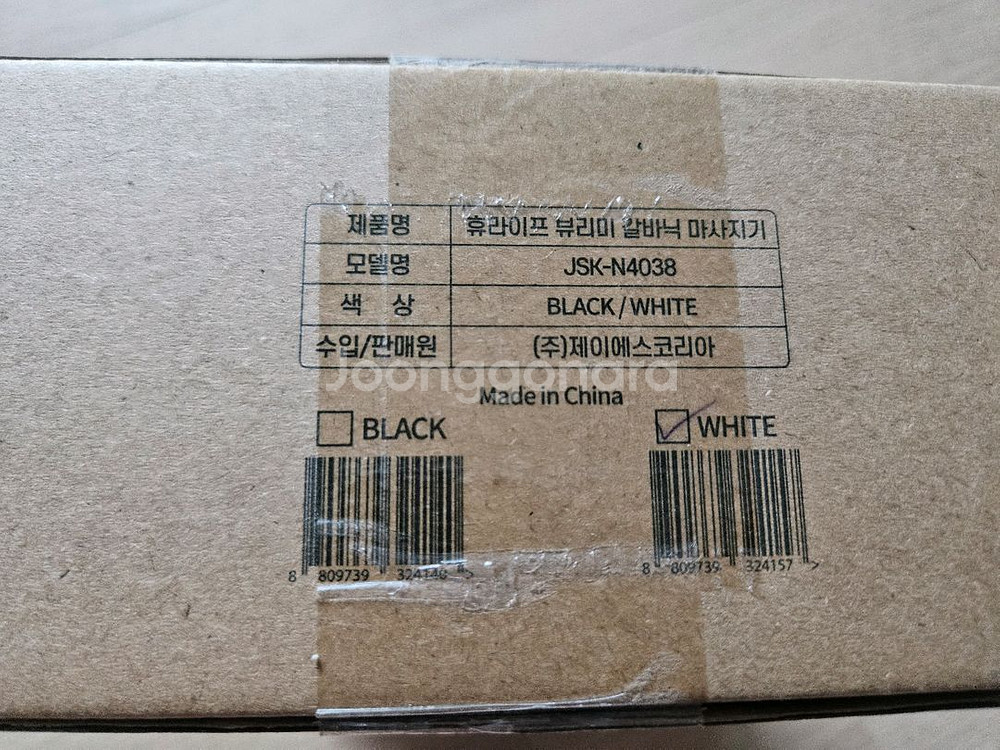 제품명 휴라이프 뷰리미 갈바닉 마사지기
모델명 JSK-N4038
색 상 BLACK / WHITE
수입/판매원 (주)제이에스코리아
Joonggonara
Made in China
BLACK
WHITE
8 809739 324140 >
8 809739 324157 >